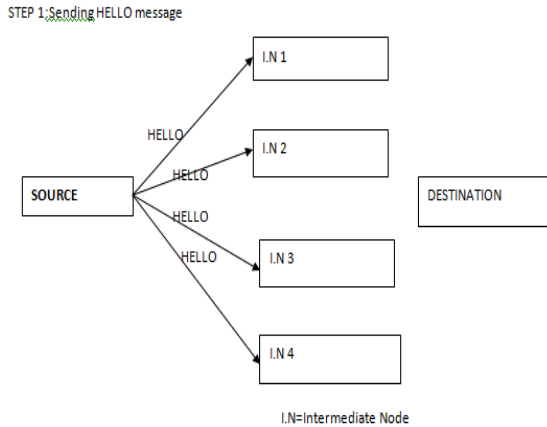 STEP 1:Sending HELLO message
I.N 1
HELLO
I.N 2
HELLO
SOURCE
DESTINATION
HELLO
HELLO
I.N 3
I.N 4
I.N=Intermediate Node